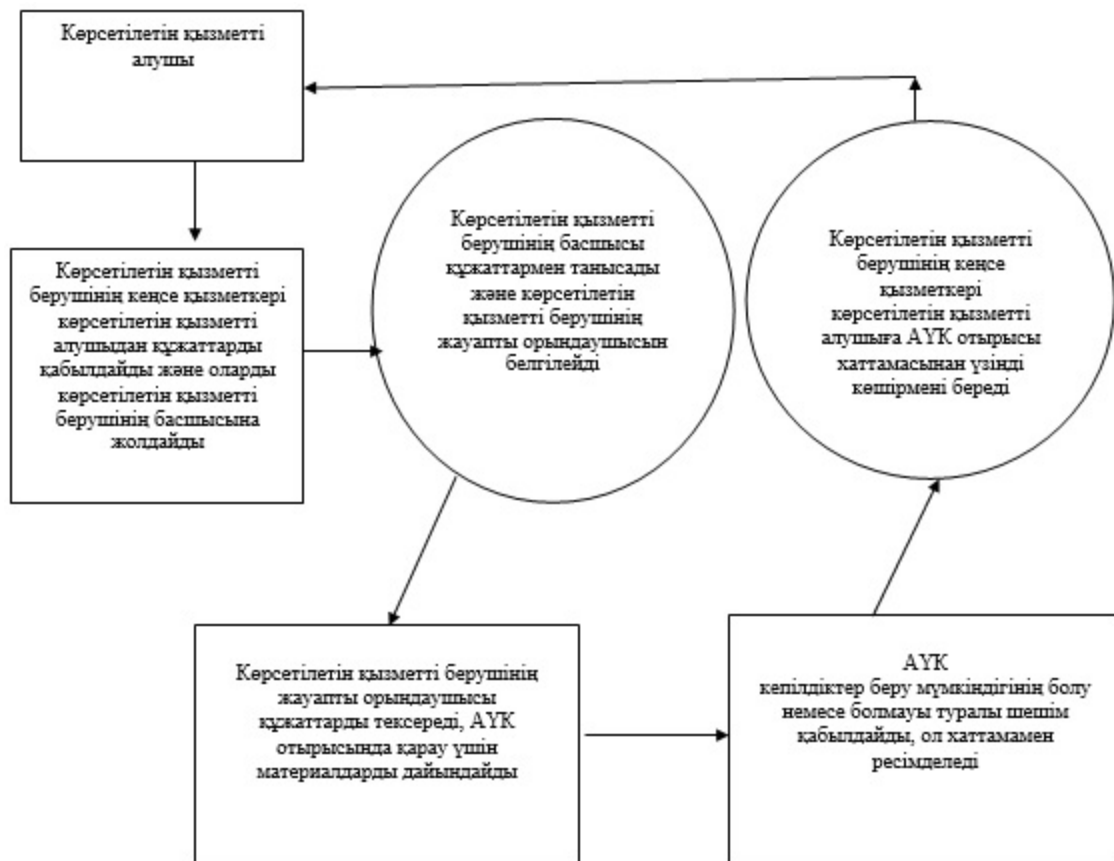 Көрсетілетін қызметті
алушы
Көрсетілетін қызметті
берушінің кеңсе қызметкері
көрсетілетін қызметті
алушыдан құжаттарды
қабылдайды және оларды
көрсетілетін қызметті
берушінің басшысына
жолдайды
Көрсетілетін қызметті
берушінің басшысы
құжаттармен танысады
және көрсетілетін
қызметті берушінің
жауапты орындаушысын
белгілейді
Көрсетілетін қызметті берушінің
жауапты орындаушысы
құжаттарды тексереді, АҮК
отырысында қарау үшін
материалдарды дайындайды
АҮК
кепілдіктер беру мүмкіндігінің болу
немесе болмауы туралы шешім
қабылдайды, ол хаттамамен
ресімделеді
Көрсетілетін қызметті
берушінің кеңсе
қызметкері
көрсетілетін қызметті
алушыға АҮК отырысы
хаттамасынан үзінді
көшірмені береді